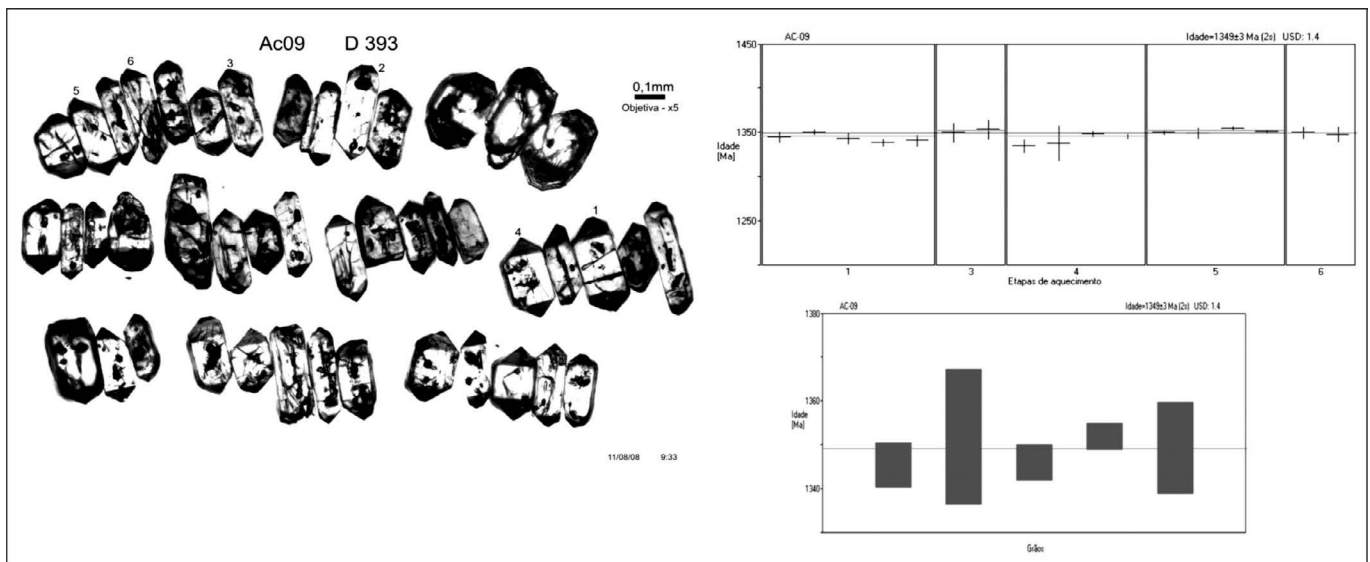 Ac09 D 393
6
3
5
2
0,1mm
Objetiva - x5
1
4
11/08/08 9:33
AC-09 Idade=1349±3 Ma (2s) USD: 1.4
1450
1350
Idade
[Ma]
1250
1 3 4 5 6
Etapas de aquecimento
AC-09 Idade=1349±3 Ma (2s) USD: 1.4
1380
1360
Idade
[Ma]
1340
Grãos